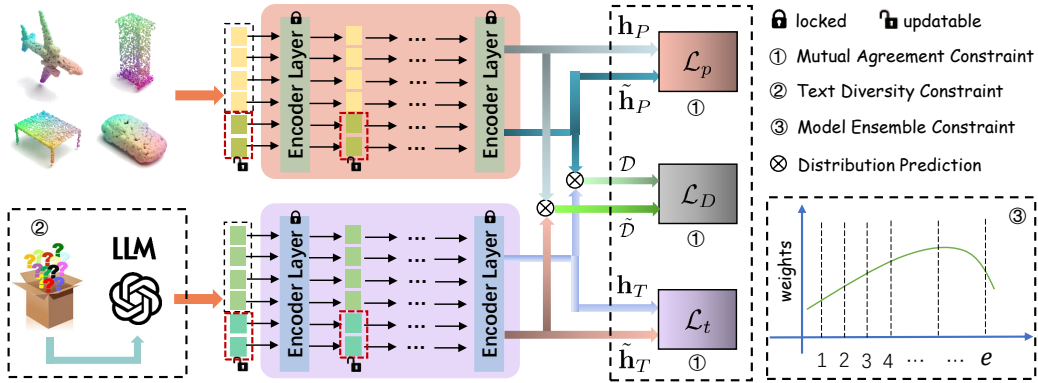 Encoder Layer
...
...
Encoder Layer
h_P
L_p
h̃_P
①
D
L_D
D̃
①
h_T
L_t
h̃_T
①
②
LLM
? ? ? ? ? ? ? ? ?
Encoder Layer
...
...
Encoder Layer
locked
updatable
① Mutual Agreement Constraint
② Text Diversity Constraint
③ Model Ensemble Constraint
⊗ Distribution Prediction
③
weights
1 2 3 4 ... ... e